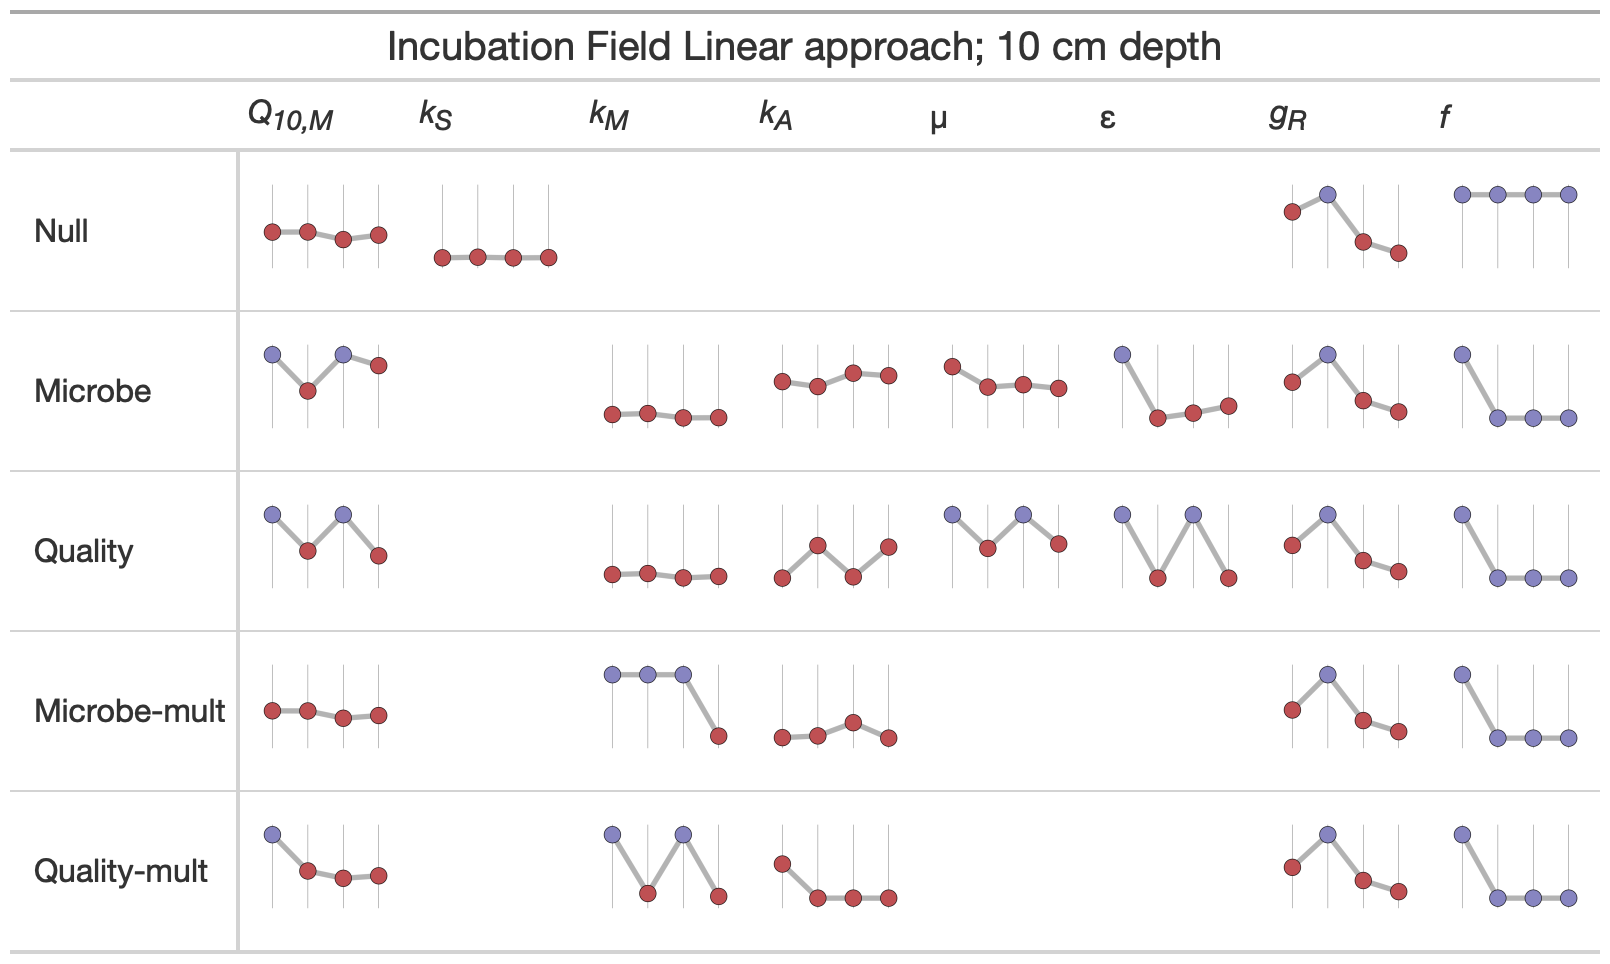 Incubation Field Linear approach; 10 cm depth
Q10,M kS kM kA μ ε gR f
Null
Microbe
Quality
Microbe-mult
Quality-mult